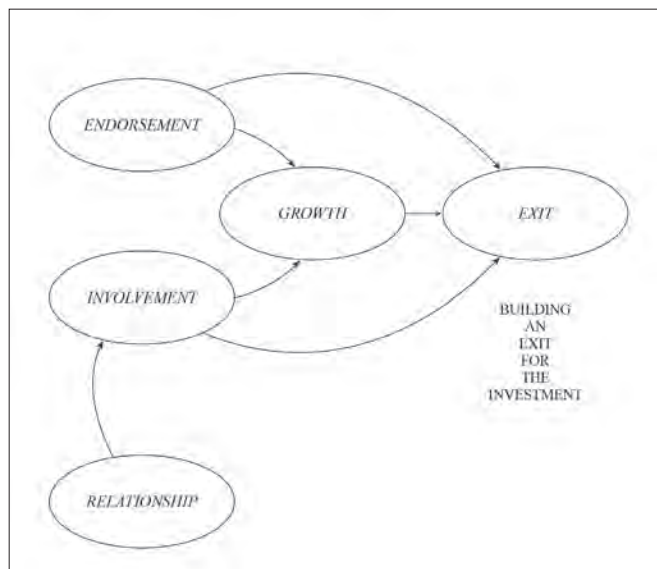 ENDORSEMENT
GROWTH
EXIT
INVOLVEMENT
BUILDING
AN
EXIT
FOR
THE
INVESTMENT
RELATIONSHIP